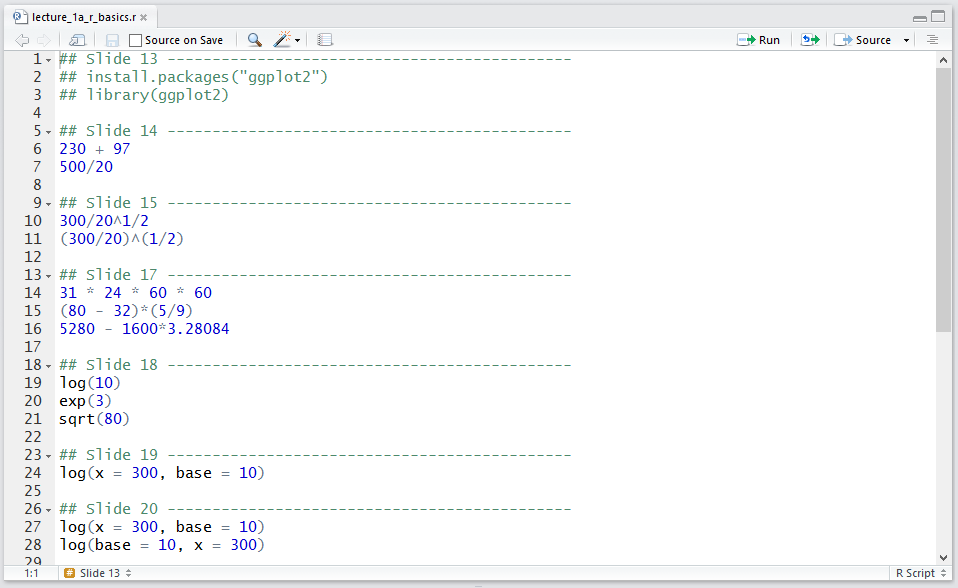 lecture_1a_r_basics.r
Source on Save
Run
Source
1 ## Slide 13 ---------------------------------------------
2 ## install.packages("ggplot2")
3 ## library(ggplot2)
4
5 ## Slide 14 ---------------------------------------------
6 230 + 97
7 500/20
8
9 ## Slide 15 ---------------------------------------------
10 300/20^1/2
11 (300/20)^(1/2)
12
13 ## Slide 17 ---------------------------------------------
14 31 * 24 * 60 * 60
15 (80 - 32)*(5/9)
16 5280 - 1600*3.28084
17
18 ## Slide 18 ---------------------------------------------
19 log(10)
20 exp(3)
21 sqrt(80)
22
23 ## Slide 19 ---------------------------------------------
24 log(x = 300, base = 10)
25
26 ## Slide 20 ---------------------------------------------
27 log(x = 300, base = 10)
28 log(base = 10, x = 300)
29
1:1 # Slide 13 R Script